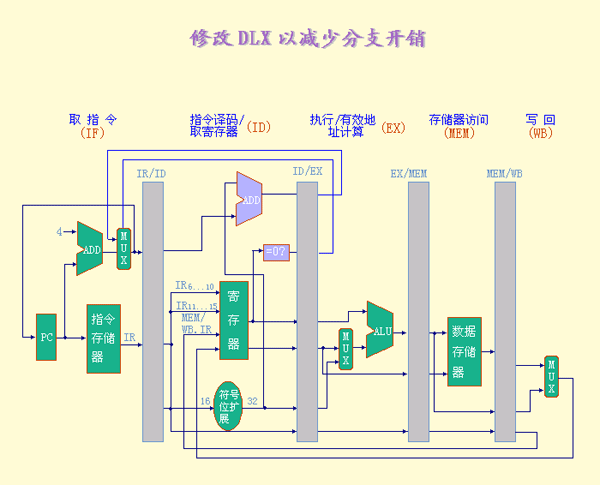 修改 DLX 以减少分支开销
取 指 令
(IF)
指令译码/
取寄存器 (ID)
执行/有效地
址计算 (EX)
存储器访问
(MEM)
写 回
(WB)
IR/ID
ID/EX
EX/MEM
MEM/WB
4
ADD
MUX
ADD
=0?
IR6...10
IR11...15
MEM/
WB.IR
寄存器
PC
指令
存储
器
IR
MUX
ALU
数据
存储
器
MUX
16
符号
位扩
展
32